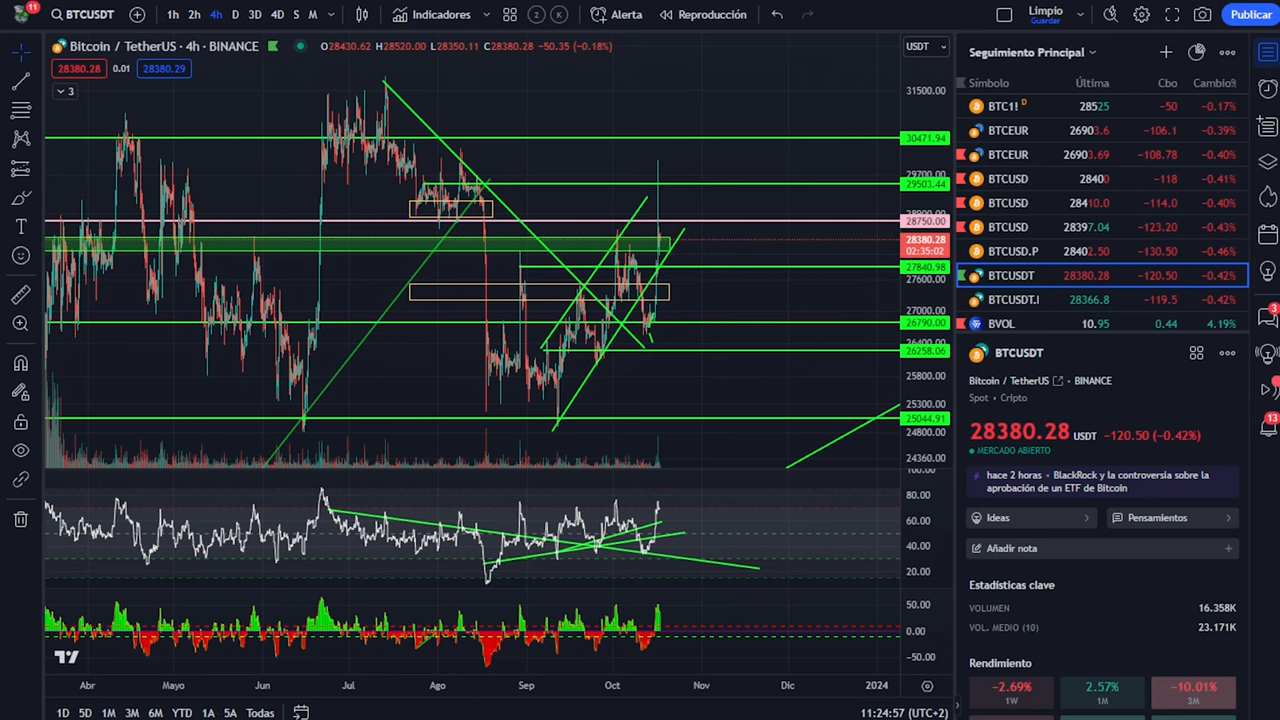 11
BTCUSDT
1h 2h 4h D 3D 4D S M
Indicadores
2
K
Alerta
Reproducción
Limpio
Guardar
Publicar
Bitcoin / TetherUS · 4h · BINANCE
O28430.62 H28520.00 L28350.11 C28380.28 −50.35 (−0.18%)
28380.28 0.01 28380.29
3
USDT
31500.00
30471.94
29700.00
29503.44
28750.00
28380.28
02:35:02
27840.98
27600.00
27000.00
26790.00
26258.06
25800.00
25300.00
25044.91
24800.00
24360.00
80.00
60.00
40.00
20.00
50.00
0.00
−50.00
Abr Mayo Jun Jul Ago Sep Oct Nov Dic 2024
1D 5D 1M 3M 6M YTD 1A 5A Todas
11:24:57 (UTC+2)
Seguimiento Principal
Símbolo Última Cbo Cambio%
BTC1! D 28525 −50 −0.17%
BTCEUR 26903.6 −106.1 −0.39%
BTCEUR 26903.69 −108.78 −0.40%
BTCUSD 28400 −118 −0.41%
BTCUSD 28410.0 −114.0 −0.40%
BTCUSD 28397.04 −123.20 −0.43%
BTCUSD.P 28402.50 −130.50 −0.46%
BTCUSDT 28380.28 −120.50 −0.42%
BTCUSDT.I 28366.8 −119.5 −0.42%
BVOL 10.95 0.44 4.19%
BTCUSDT
Bitcoin / TetherUS · BINANCE
Spot · Cripto
28380.28 USDT −120.50 (−0.42%)
MERCADO ABIERTO
hace 2 horas · BlackRock y la controversia sobre la
aprobación de un ETF de Bitcoin
Ideas
Pensamientos
Añadir nota
Estadísticas clave
VOLUMEN 16.358K
VOL. MEDIO (10) 23.171K
Rendimiento
−2.69% 2.57% −10.01%
1W 1M 3M
3
13